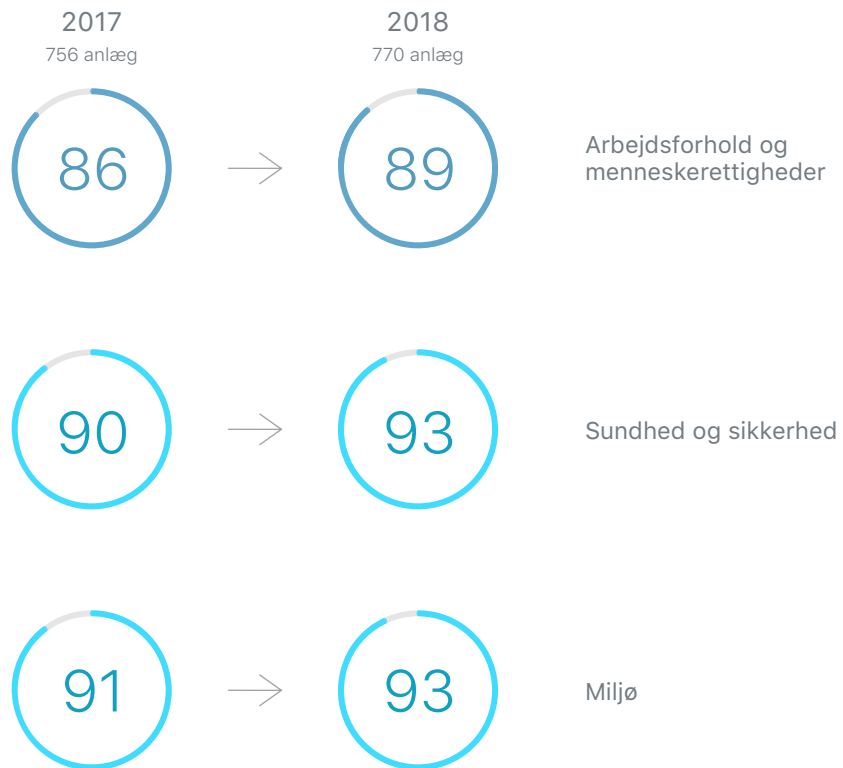 2017
2018
756 anlæg
770 anlæg
86
89
Arbejdsforhold og
menneskerettigheder
90
93
Sundhed og sikkerhed
91
93
Miljø